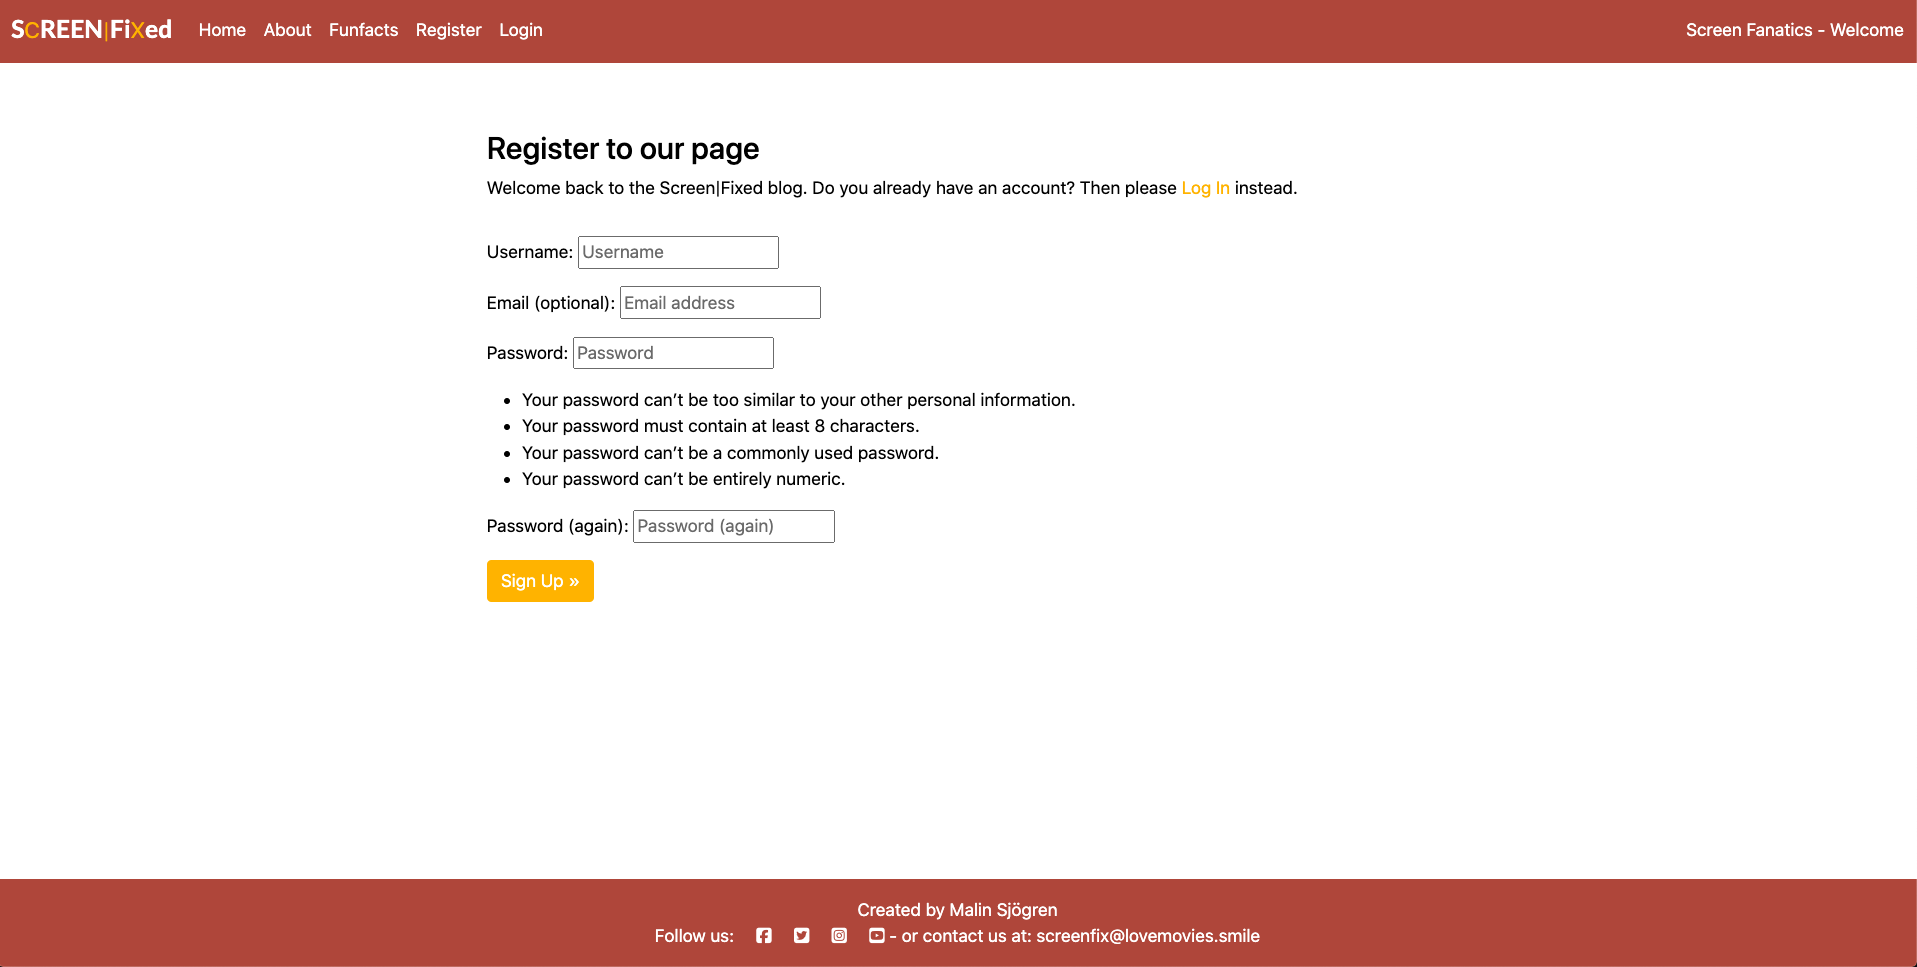 SCREEN|FiXed Home About Funfacts Register Login Screen Fanatics - Welcome
Register to our page
Welcome back to the Screen|Fixed blog. Do you already have an account? Then please Log In instead.
Username: Username
Email (optional): Email address
Password: Password
Your password can’t be too similar to your other personal information.
Your password must contain at least 8 characters.
Your password can’t be a commonly used password.
Your password can’t be entirely numeric.
Password (again): Password (again)
Sign Up »
Created by Malin Sjögren
Follow us: - or contact us at: screenfix@lovemovies.smile